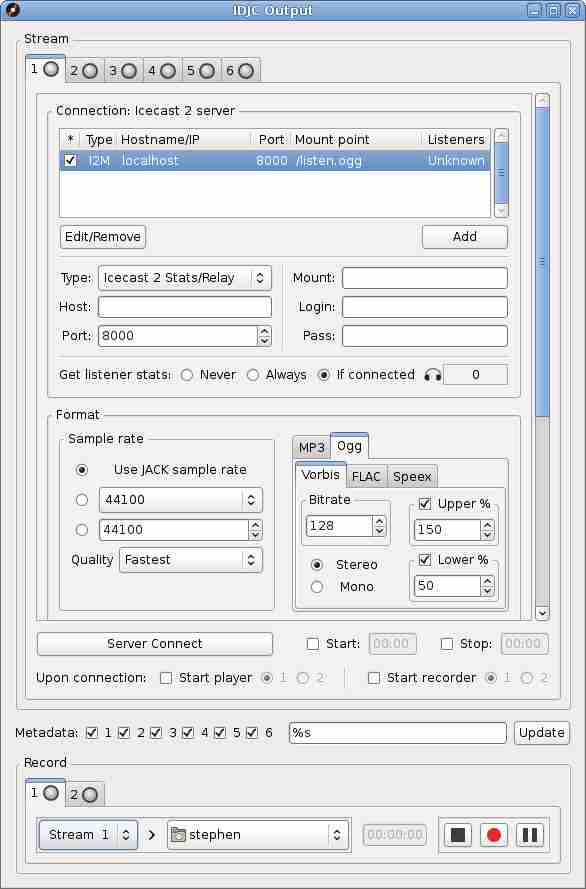 IDJC Output
Stream
1 2 3 4 5 6
Connection: Icecast 2 server
* Type Hostname/IP Port Mount point Listeners
I2M localhost 8000 /listen.ogg Unknown
Edit/Remove Add
Type: Icecast 2 Stats/Relay Mount:
Host: Login:
Port: 8000 Pass:
Get listener stats: Never Always If connected 0
Format
Sample rate MP3 Ogg
Vorbis FLAC Speex
Use JACK sample rate
Bitrate Upper %
44100
128 150
44100
Stereo Lower %
Quality Fastest
Mono 50
Server Connect Start: 00:00 Stop: 00:00
Upon connection: Start player 1 2 Start recorder 1 2
Metadata: 1 2 3 4 5 6 %s Update
Record
1 2
Stream 1 > stephen 00:00:00